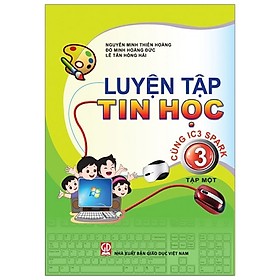 NGUYỄN MINH THIÊN HOÀNG
ĐỖ MINH HOÀNG ĐỨC
LÊ TẤN HỒNG HẢI
LUYỆN TẬP
TIN HỌC
CÙNG IC3 SPARK
3
TẬP MỘT
NHÀ XUẤT BẢN GIÁO DỤC VIỆT NAM